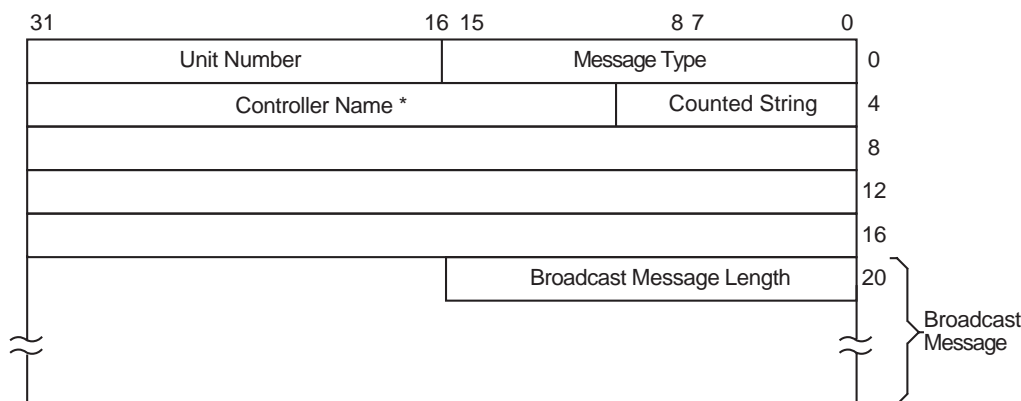 31 16 15 8 7 0
Unit Number Message Type 0
Controller Name * Counted String 4
8
12
16
Broadcast Message Length 20
Broadcast
Message